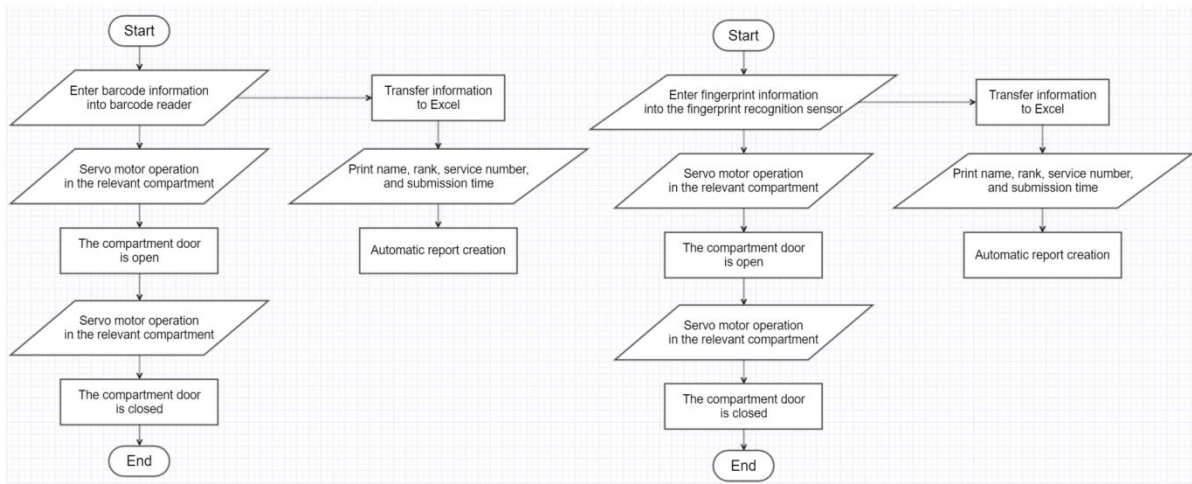 Start
Enter barcode information
into barcode reader
Transfer information
to Excel
Servo motor operation
in the relevant compartment
Print name, rank, service number,
and submission time
The compartment door
is open
Automatic report creation
Servo motor operation
in the relevant compartment
The compartment door
is closed
End
Start
Enter fingerprint information
into the fingerprint recognition sensor
Transfer information
to Excel
Servo motor operation
in the relevant compartment
Print name, rank, service number,
and submission time
The compartment door
is open
Automatic report creation
Servo motor operation
in the relevant compartment
The compartment door
is closed
End